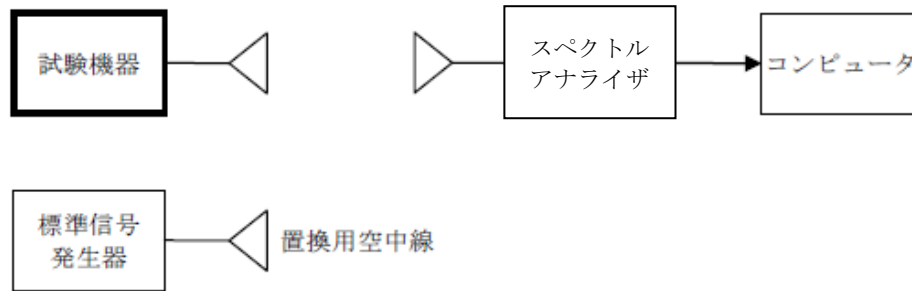 試験機器
スペクトル
アナライザ
コンピュータ
標準信号
発生器
置換用空中線